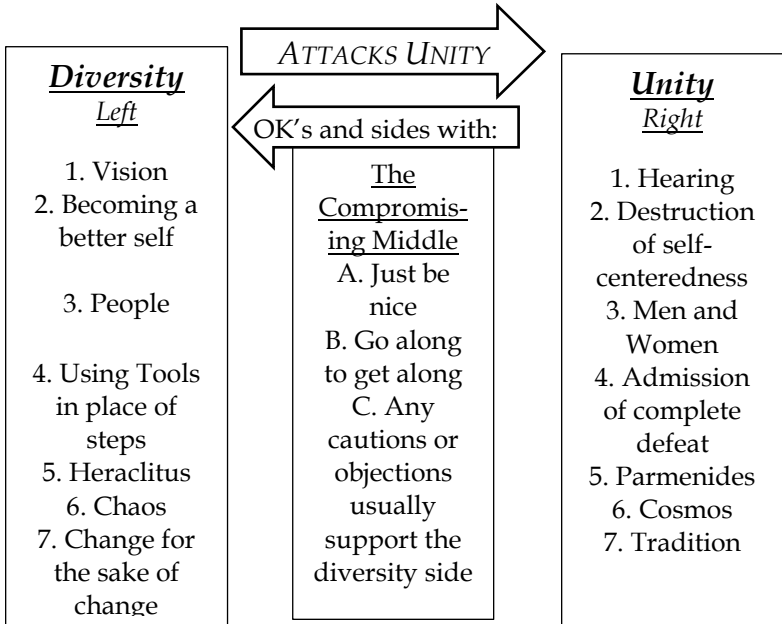 ATTACKS UNITY
OK's and sides with:
Diversity
Left
1. Vision
2. Becoming a
better self
3. People
4. Using Tools
in place of
steps
5. Heraclitus
6. Chaos
7. Change for
the sake of
change
The
Compromis-
ing Middle
A. Just be
nice
B. Go along
to get along
C. Any
cautions or
objections
usually
support the
diversity side
Unity
Right
1. Hearing
2. Destruction
of self-
centeredness
3. Men and
Women
4. Admission
of complete
defeat
5. Parmenides
6. Cosmos
7. Tradition